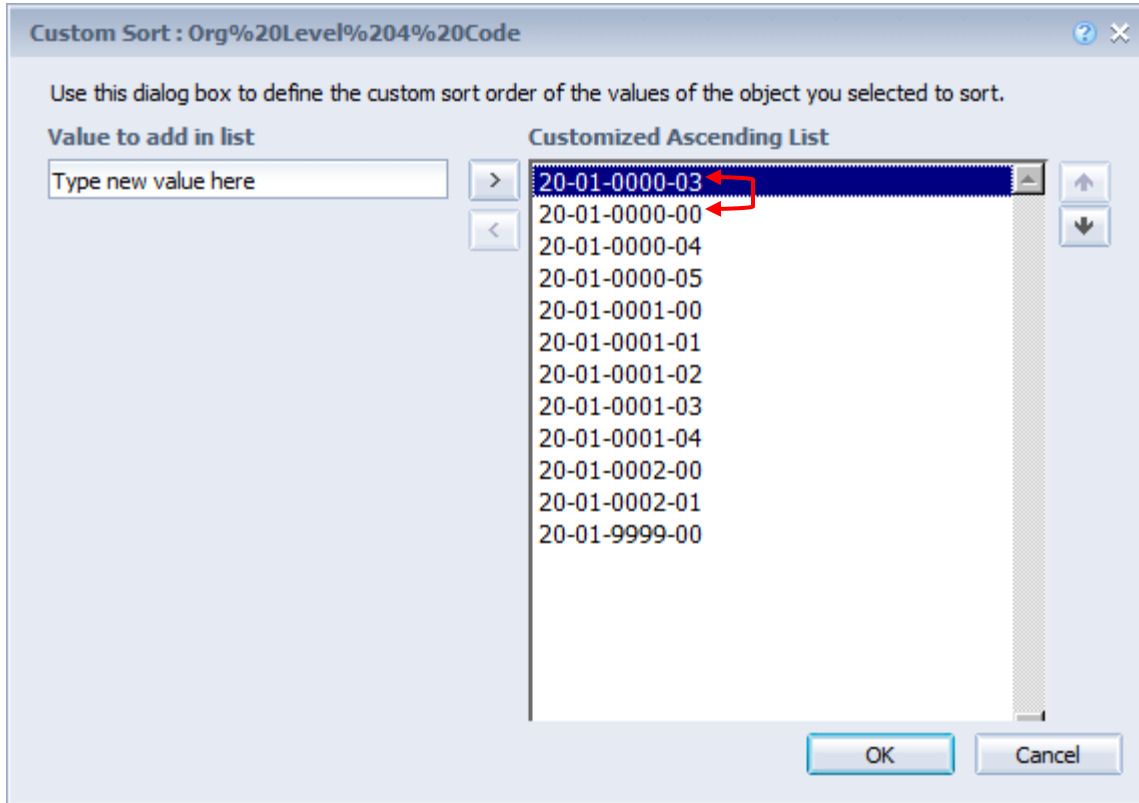 Custom Sort : Org%20Level%204%20Code
Use this dialog box to define the custom sort order of the values of the object you selected to sort.
Value to add in list
Customized Ascending List
Type new value here
>
<
20-01-0000-03
20-01-0000-00
20-01-0000-04
20-01-0000-05
20-01-0001-00
20-01-0001-01
20-01-0001-02
20-01-0001-03
20-01-0001-04
20-01-0002-00
20-01-0002-01
20-01-9999-00
OK
Cancel